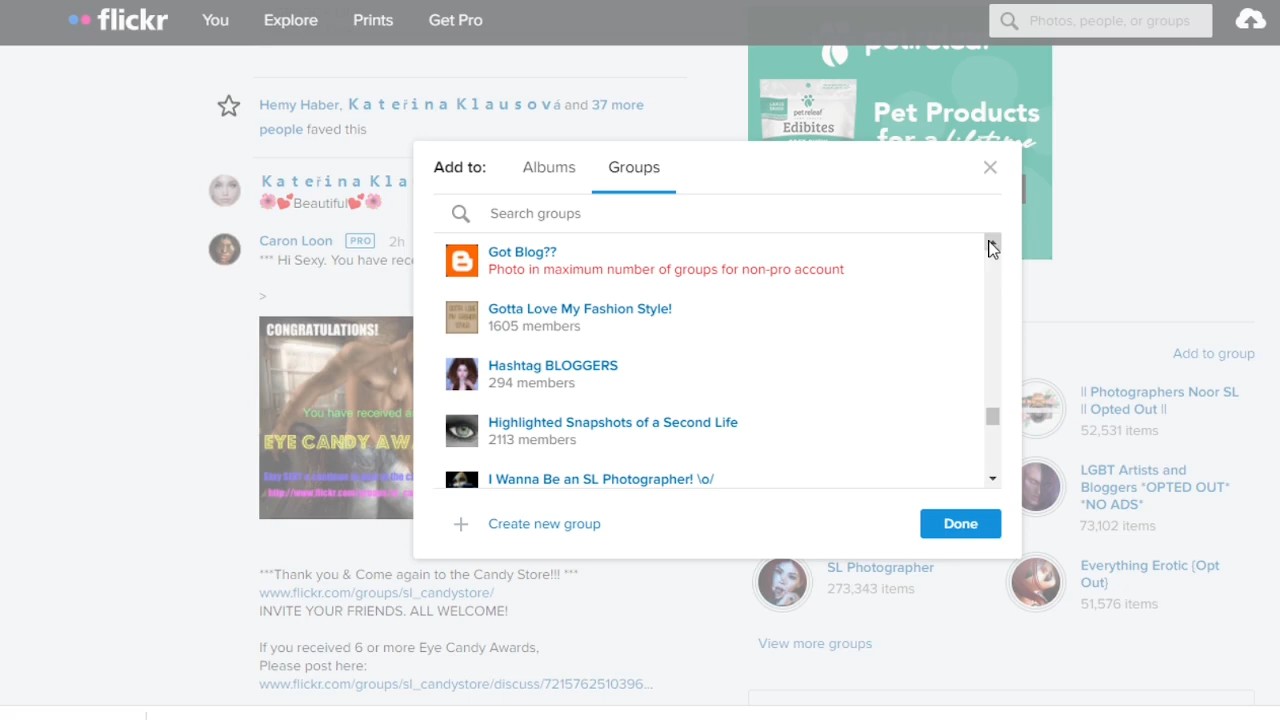 flickr
You
Explore
Prints
Get Pro
Photos, people, or groups
Hemy Haber, K a t e ř i n a K l a u s o v á and 37 more
people faved this
K a t e ř i n a K l a
🌸💕Beautiful💕🌸
Caron Loon PRO 2h
*** Hi Sexy. You have rece
>
CONGRATULATIONS!
You have received a
EYE CANDY AW
pet releaf
Edibites
Pet Products
for a lifetime
Add to:
Albums
Groups
Search groups
Got Blog??
Photo in maximum number of groups for non-pro account
Gotta Love My Fashion Style!
1605 members
Hashtag BLOGGERS
294 members
Highlighted Snapshots of a Second Life
2113 members
I Wanna Be an SL Photographer! \o/
Create new group
Done
Add to group
|| Photographers Noor SL
|| Opted Out ||
52,531 items
LGBT Artists and
Bloggers *OPTED OUT*
*NO ADS*
73,102 items
SL Photographer
273,343 items
Everything Erotic {Opt
Out}
51,576 items
View more groups
***Thank you & Come again to the Candy Store!!! ***
www.flickr.com/groups/sl_candystore/
INVITE YOUR FRIENDS. ALL WELCOME!
If you received 6 or more Eye Candy Awards,
Please post here:
www.flickr.com/groups/sl_candystore/discuss/7215762510396...